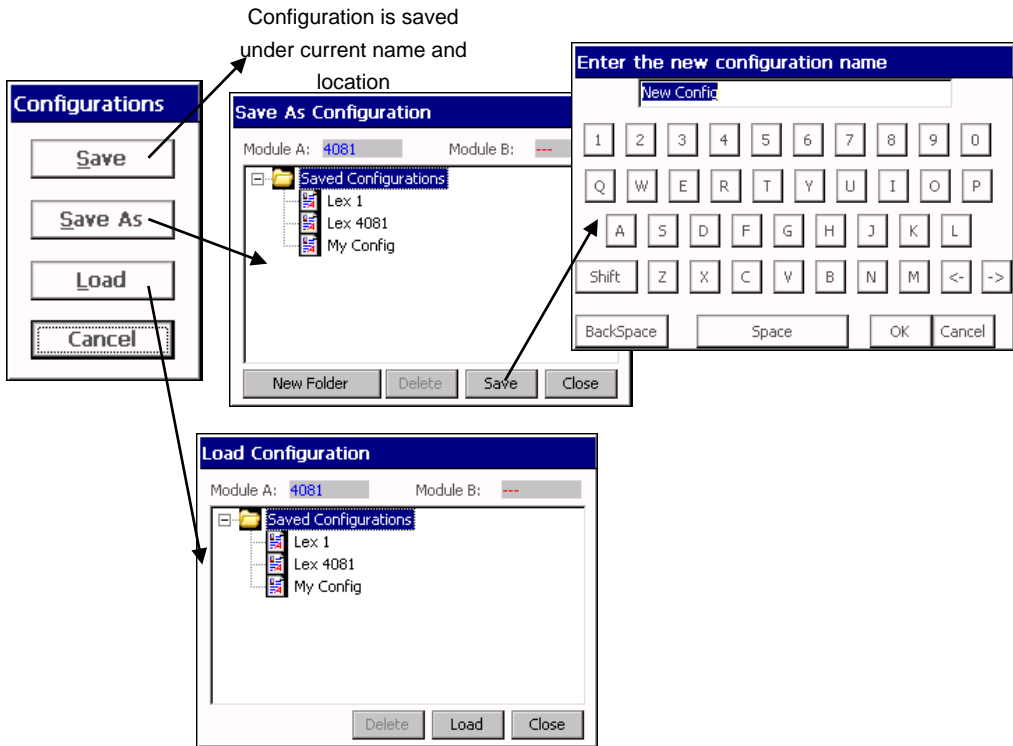 Configuration is saved
under current name and
location
Configurations
Save
Save As
Load
Cancel
Save As Configuration
Module A: 4081 Module B: ---
Saved Configurations
Lex 1
Lex 4081
My Config
New Folder Delete Save Close
Enter the new configuration name
New Config
1 2 3 4 5 6 7 8 9 0
Q W E R T Y U I O P
A S D F G H J K L
Shift Z X C V B N M <- ->
BackSpace Space OK Cancel
Load Configuration
Module A: 4081 Module B: ---
Saved Configurations
Lex 1
Lex 4081
My Config
Delete Load Close